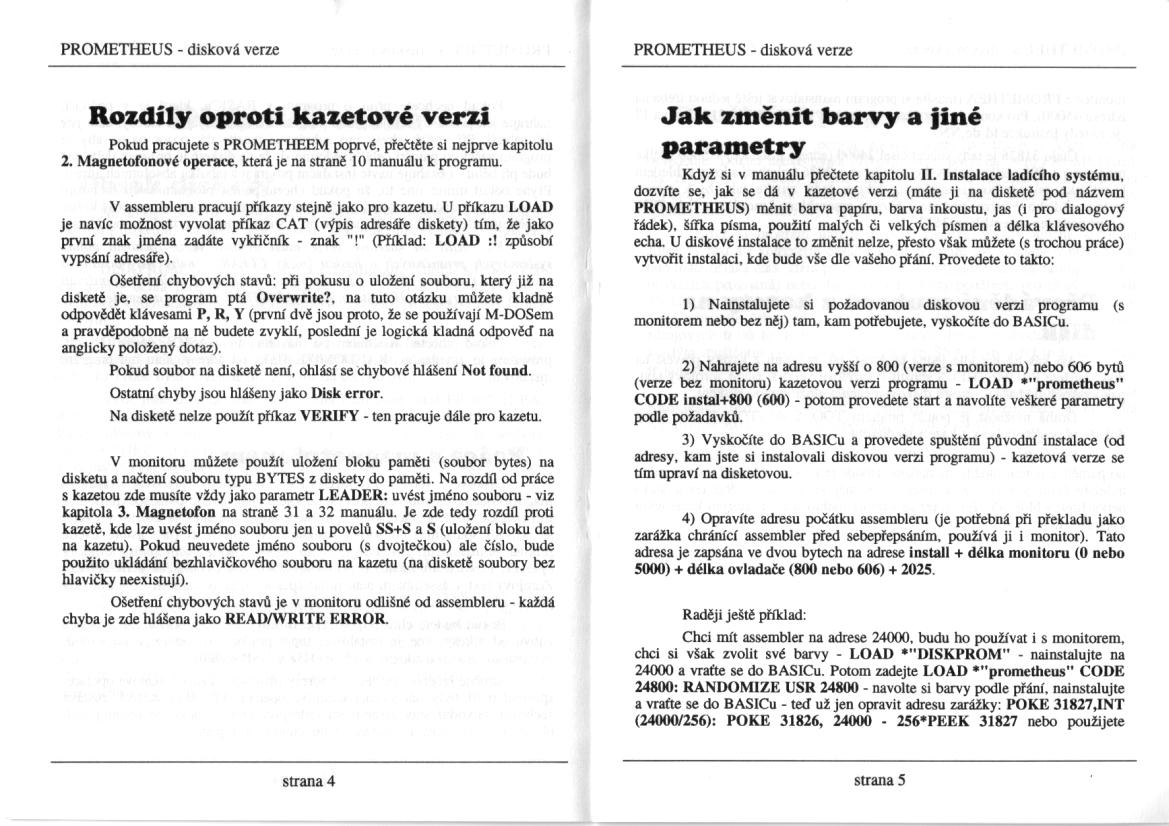 PROMETHEUS - disková verze
Rozdíly oproti kazetové verzi
Pokud pracujete s PROMETHEEM poprvé, přečtěte si nejprve kapitolu
2. Magnetofonové operace, která je na straně 10 manuálu k programu.
V assembleru pracují příkazy stejně jako pro kazetu. U příkazu LOAD
je navíc možnost vyvolat příkaz CAT (výpis adresáře diskety) tím, že jako
první znak jména zadáte vykřičník - znak "!" (Příklad: LOAD :! způsobí
vypsání adresáře).
Ošetření chybových stavů: při pokusu o uložení souboru, který již na
disketě je, se program ptá Overwrite?, na tuto otázku můžete kladně
odpovědět klávesami P, R, Y (první dvě jsou proto, že se používají M-DOSem
a pravděpodobně na ně budete zvyklí, poslední je logická kladná odpověď na
anglicky položený dotaz).
Pokud soubor na disketě není, ohlásí se chybové hlášení Not found.
Ostatní chyby jsou hlášeny jako Disk error.
Na disketě nelze použít příkaz VERIFY - ten pracuje dále pro kazetu.
V monitoru můžete použít uložení bloku paměti (soubor bytes) na
disketu a načtení souboru typu BYTES z diskety do paměti. Na rozdíl od práce
s kazetou zde musíte vždy jako parametr LEADER: uvést jméno souboru - viz
kapitola 3. Magnetofon na straně 31 a 32 manuálu. Je zde tedy rozdíl proti
kazetě, kde lze uvést jméno souboru jen u povelů SS+S a S (uložení bloku dat
na kazetu). Pokud neuvedete jméno souboru (s dvojtečkou) ale číslo, bude
použito ukládání bezhlavičkového souboru na kazetu (na disketě soubory bez
hlavičky neexistují).
Ošetření chybových stavů je v monitoru odlišné od assembleru - každá
chyba je zde hlášena jako READ/WRITE ERROR.
strana 4
PROMETHEUS - disková verze
Jak změnit barvy a jiné
parametry
Když si v manuálu přečtete kapitolu II. Instalace ladícího systému,
dozvíte se, jak se dá v kazetové verzi (máte ji na disketě pod názvem
PROMETHEUS) měnit barva papíru, barva inkoustu, jas (i pro dialogový
řádek), šířka písma, použití malých či velkých písmen a délka klávesového
echa. U diskové instalace to změnit nelze, přesto však můžete (s trochou práce)
vytvořit instalaci, kde bude vše dle vašeho přání. Provedete to takto:
1) Nainstalujete si požadovanou diskovou verzi programu (s
monitorem nebo bez něj) tam, kam potřebujete, vyskočíte do BASICu.
2) Nahrajete na adresu vyšší o 800 (verze s monitorem) nebo 606 bytů
(verze bez monitoru) kazetovou verzi programu - LOAD *"prometheus"
CODE instal+800 (600) - potom provedete start a navolíte veškeré parametry
podle požadavků.
3) Vyskočíte do BASICu a provedete spuštění původní instalace (od
adresy, kam jste si instalovali diskovou verzi programu) - kazetová verze se
tím upraví na disketovou.
4) Opravíte adresu počátku assembleru (je potřebná při překladu jako
zarážka chránící assembler před sebepřepsáním, používá ji i monitor). Tato
adresa je zapsána ve dvou bytech na adrese install + délka monitoru (0 nebo
5000) + délka ovladače (800 nebo 606) + 2025.
Raději ještě příklad:
Chci mít assembler na adrese 24000, budu ho používat i s monitorem,
chci si však zvolit své barvy - LOAD *"DISKPROM" - nainstalujte na
24000 a vraťte se do BASICu. Potom zadejte LOAD *"prometheus" CODE
24800: RANDOMIZE USR 24800 - navolte si barvy podle přání, nainstalujte
a vraťte se do BASICu - teď už jen opravit adresu zarážky: POKE 31827,INT
(24000/256): POKE 31826, 24000 - 256*PEEK 31827 nebo použijete
strana 5